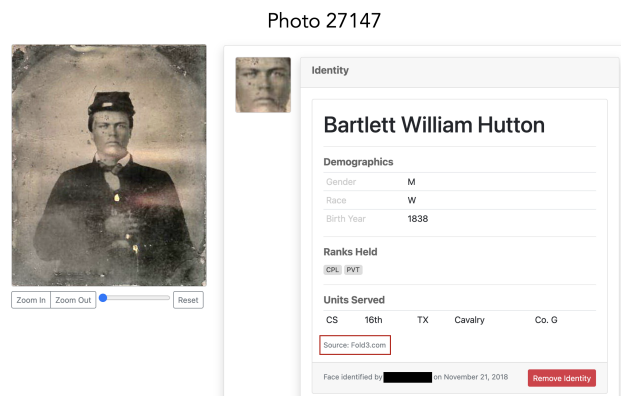 Photo 27147
Identity
Bartlett William Hutton
Demographics
Gender M
Race W
Birth Year 1838
Ranks Held
CPL PVT
Units Served
CS 16th TX Cavalry Co. G
Source: Fold3.com
Zoom In Zoom Out Reset
Face identified by on November 21, 2018
Remove Identity